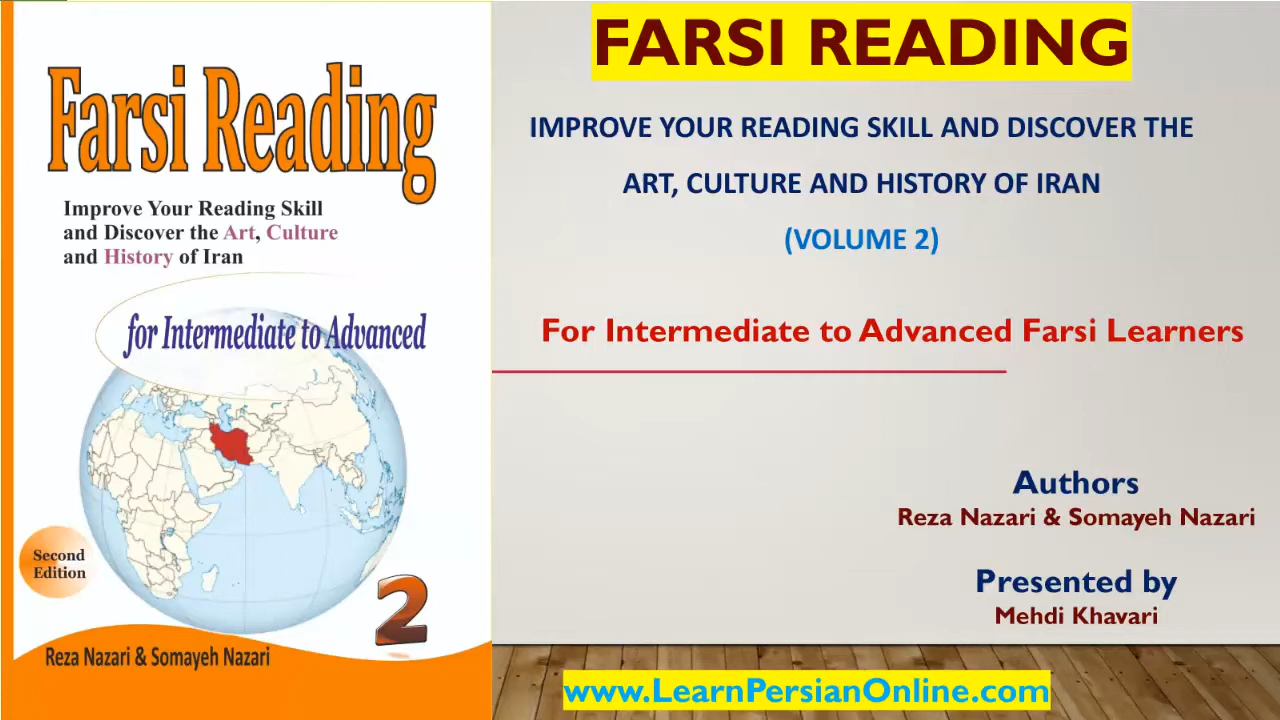 Farsi Reading
Improve Your Reading Skill
and Discover the Art, Culture
and History of Iran
for Intermediate to Advanced
Second
Edition
2
Reza Nazari & Somayeh Nazari
FARSI READING
IMPROVE YOUR READING SKILL AND DISCOVER THE
ART, CULTURE AND HISTORY OF IRAN
(VOLUME 2)
For Intermediate to Advanced Farsi Learners
Authors
Reza Nazari & Somayeh Nazari
Presented by
Mehdi Khavari
www.LearnPersianOnline.com